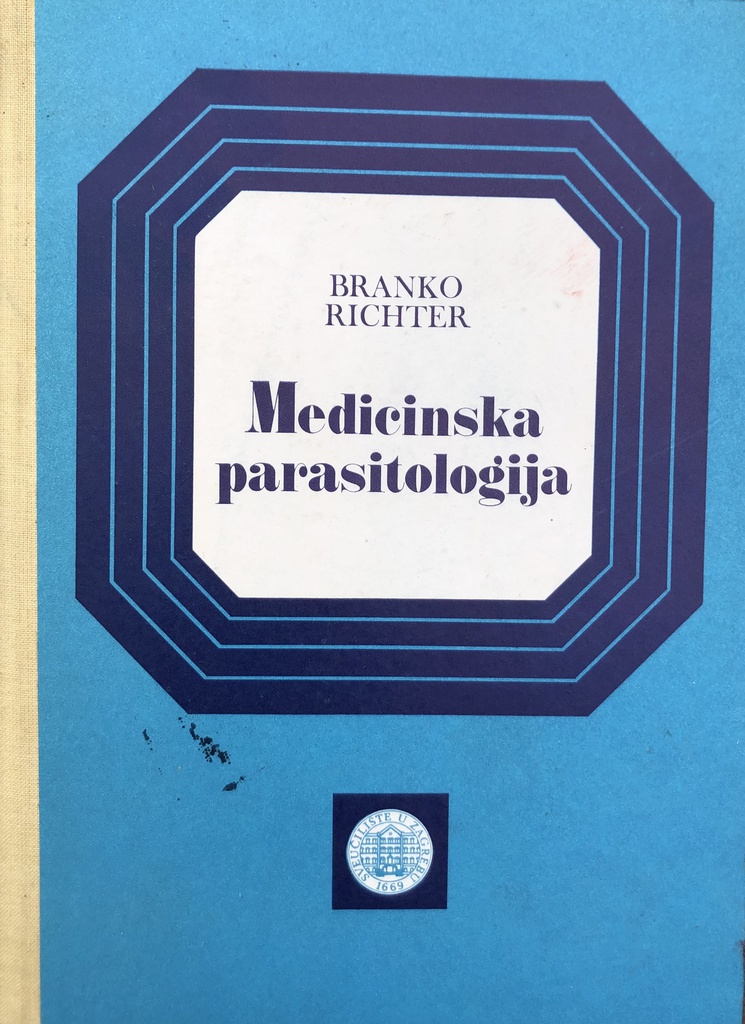 BRANKO
RICHTER
Medicinska
parasitologija
SVEUČILIŠTE U ZAGREBU
1669